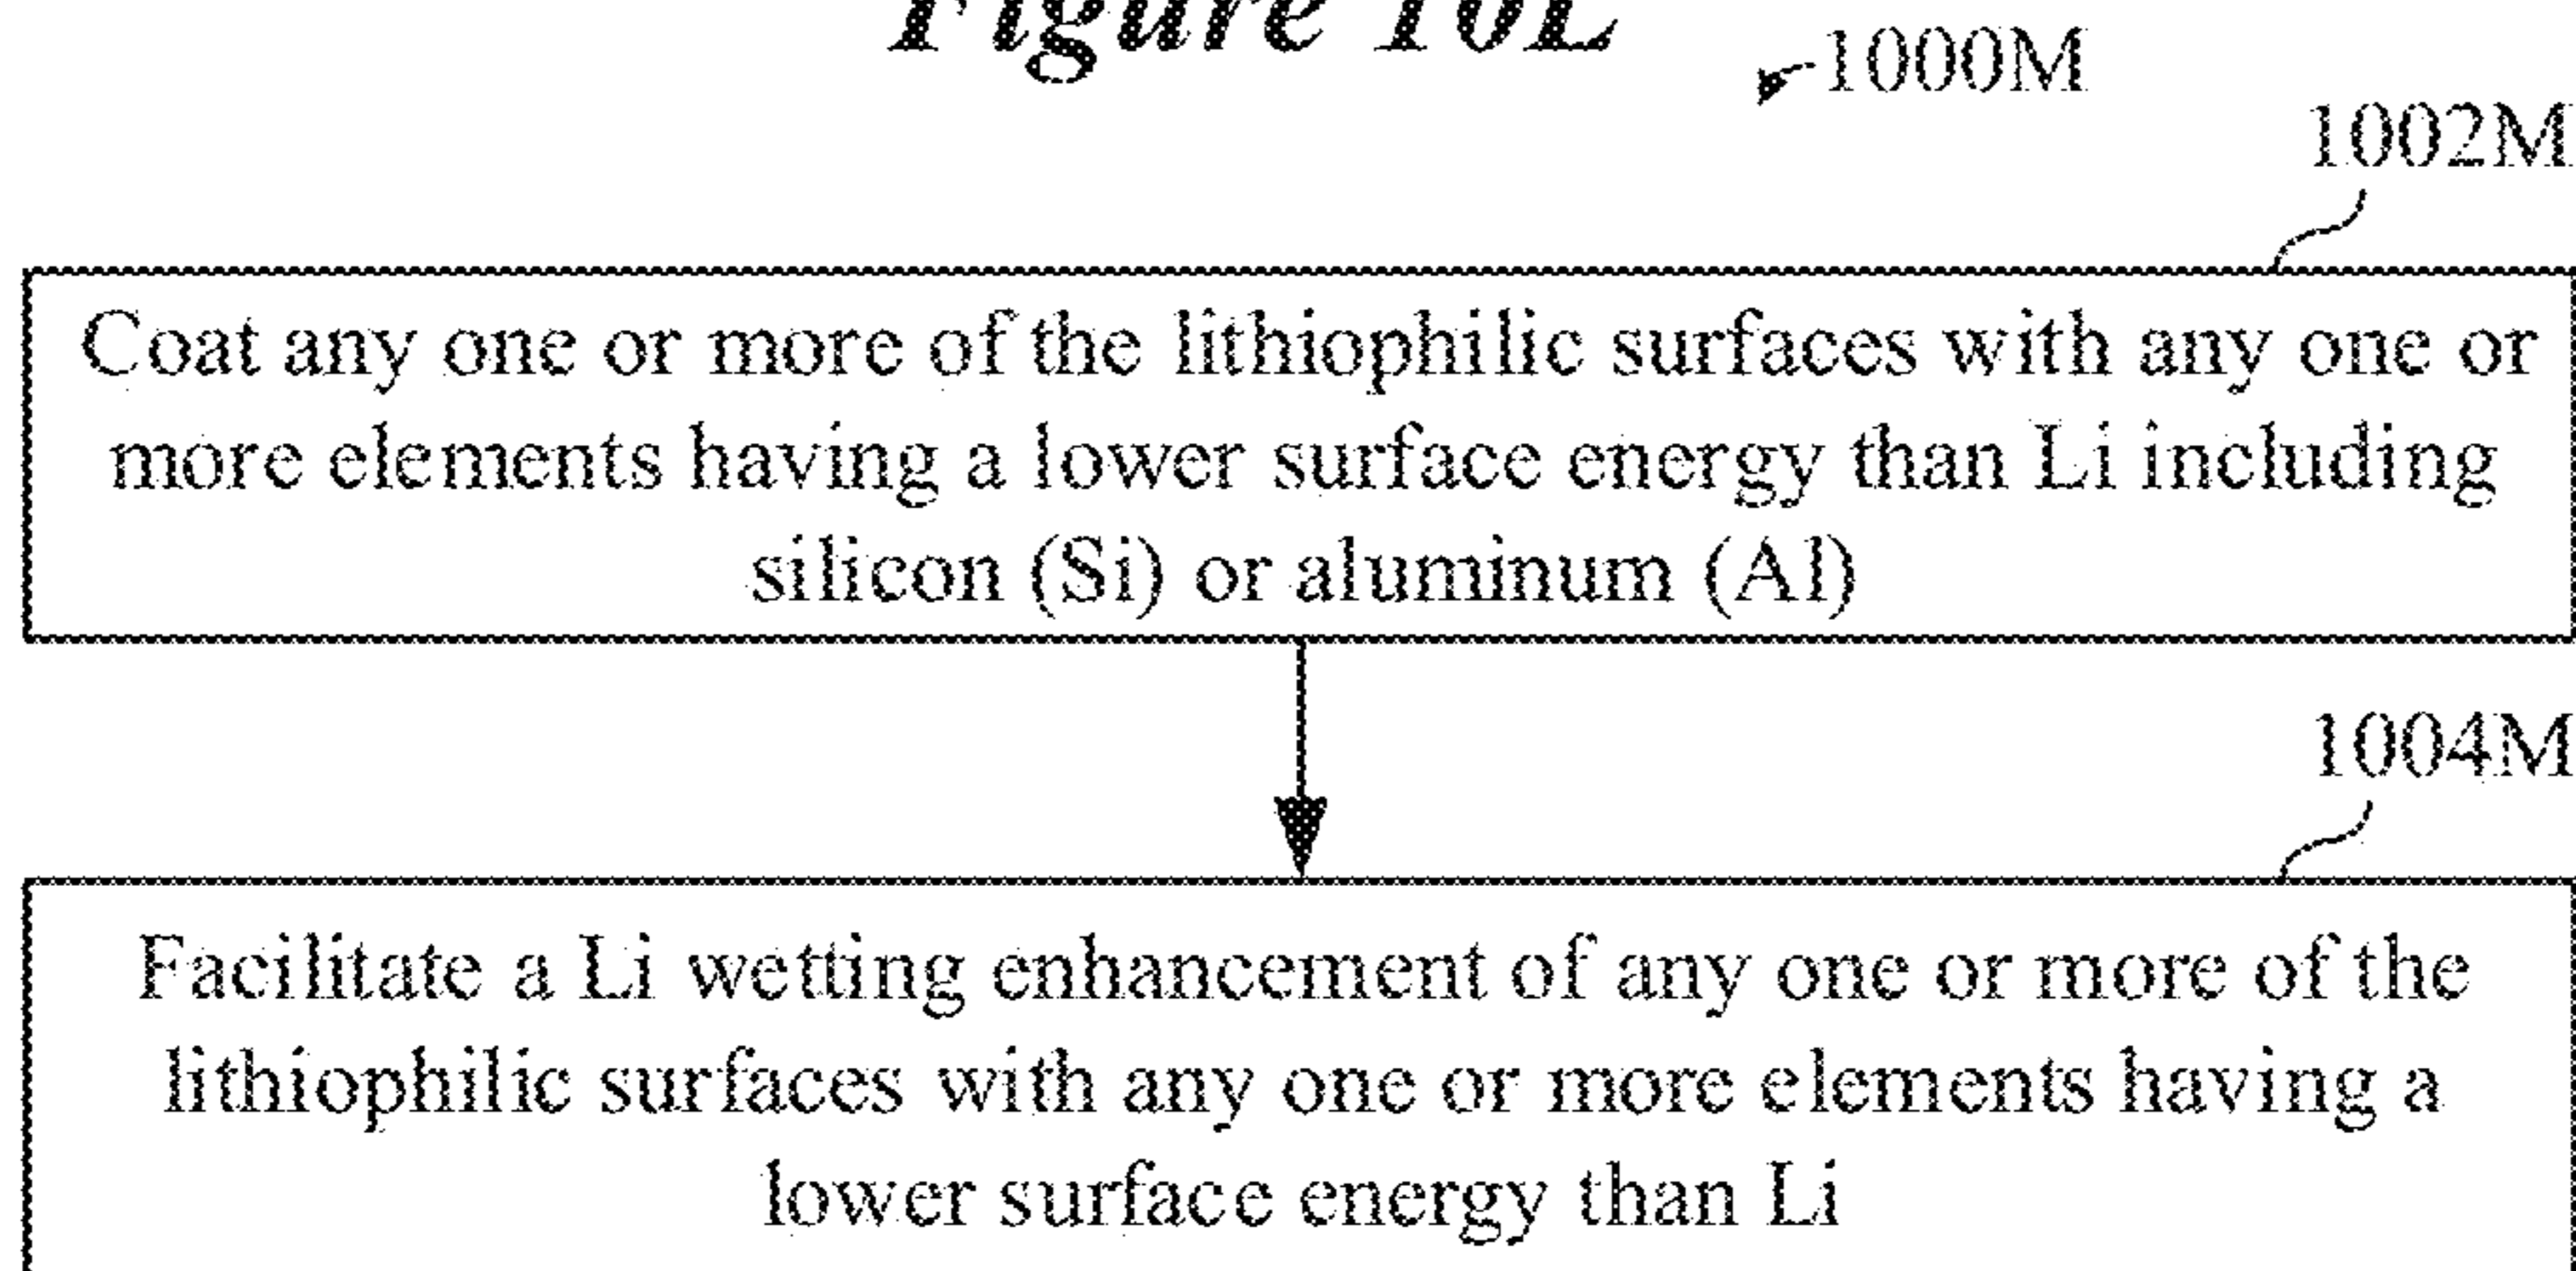 Figure 10L
1000M
1002M
Coat any one or more of the lithiophilic surfaces with any one or
more elements having a lower surface energy than Li including
silicon (Si) or aluminum (Al)
1004M
Facilitate a Li wetting enhancement of any one or more of the
lithiophilic surfaces with any one or more elements having a
lower surface energy than Li